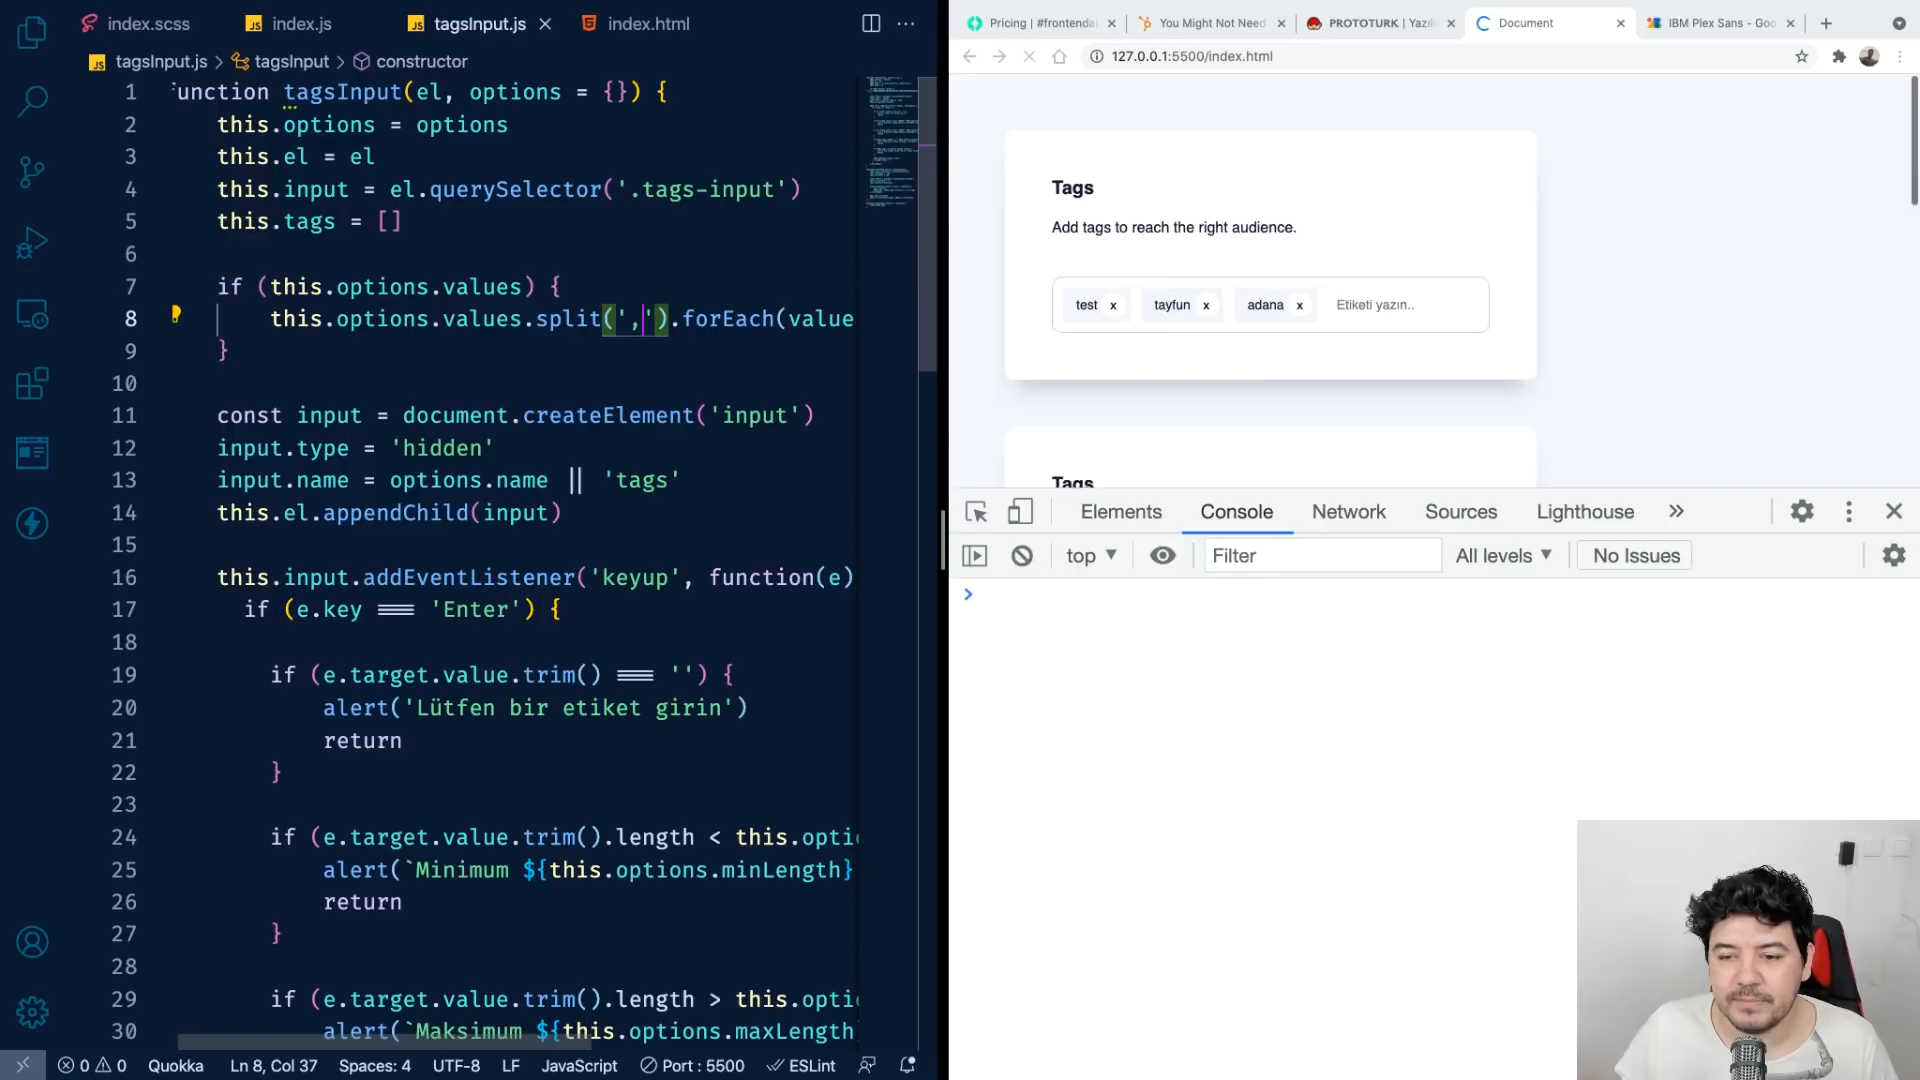 index.scss
index.js
tagsInput.js
index.html
tagsInput.js > tagsInput > constructor
1 unction tagsInput(el, options = {}) {
2 this.options = options
3 this.el = el
4 this.input = el.querySelector('.tags-input')
5 this.tags = []
6
7 if (this.options.values) {
8 this.options.values.split(',').forEach(value
9 }
10
11 const input = document.createElement('input')
12 input.type = 'hidden'
13 input.name = options.name || 'tags'
14 this.el.appendChild(input)
15
16 this.input.addEventListener('keyup', function(e)
17 if (e.key === 'Enter') {
18
19 if (e.target.value.trim() === '') {
20 alert('Lütfen bir etiket girin')
21 return
22 }
23
24 if (e.target.value.trim().length < this.opti
25 alert(`Minimum ${this.options.minLength}
26 return
27 }
28
29 if (e.target.value.trim().length > this.opti
30 alert(`Maksimum ${this.options.maxLength
0 0 Quokka Ln 8, Col 37 Spaces: 4 UTF-8 LF JavaScript Port : 5500 ESLint
Pricing | #frontendai
You Might Not Need
PROTOTURK | Yazılı
Document
IBM Plex Sans - Goo
127.0.0.1:5500/index.html
Tags
Add tags to reach the right audience.
test x tayfun x adana x Etiketi yazın..
Tags
Elements Console Network Sources Lighthouse »
top Filter All levels No Issues
>